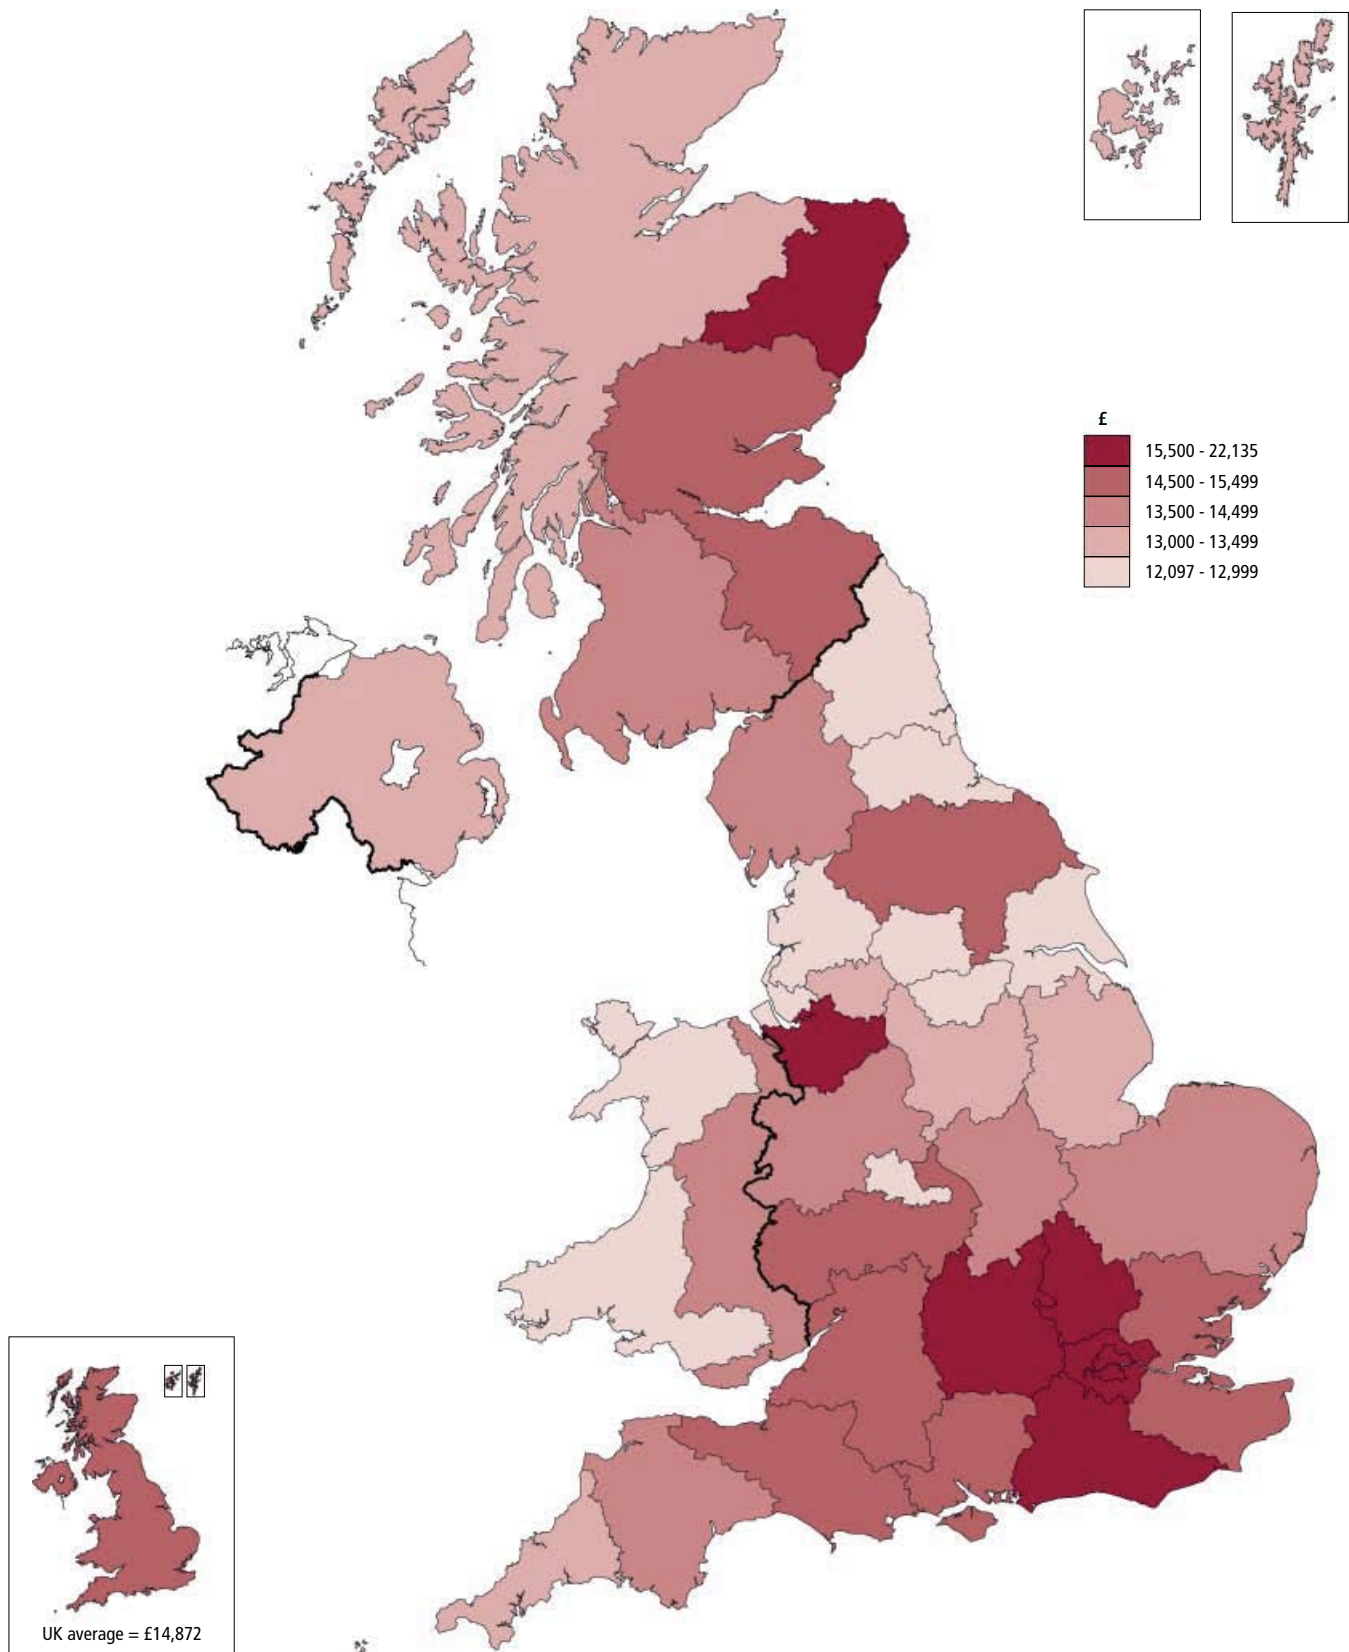 £
15,500 - 22,135
14,500 - 15,499
13,500 - 14,499
13,000 - 13,499
12,097 - 12,999
UK average = £14,872